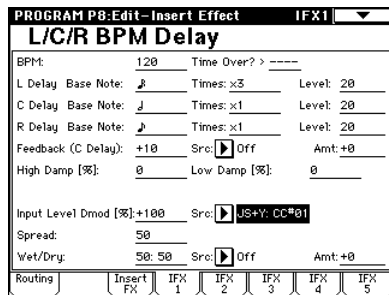 PROGRAM P8:Edit-Insert Effect IFX1
L/C/R BPM Delay
BPM: 120 Time Over? > ----
L Delay Base Note: ♪ Times: x3 Level: 20
C Delay Base Note: 𝅗𝅥 Times: x1 Level: 20
R Delay Base Note: ♪ Times: x1 Level: 20
Feedback (C Delay): +10 Src: Off Amt: +0
High Damp [%]: 0 Low Damp [%]: 0
Input Level Dmod [%]: +100 Src: JS+Y: CC#01
Spread: 50
Wet/Dry: 50: 50 Src: Off Amt: +0
Routing Insert FX IFX 1 IFX 2 IFX 3 IFX 4 IFX 5